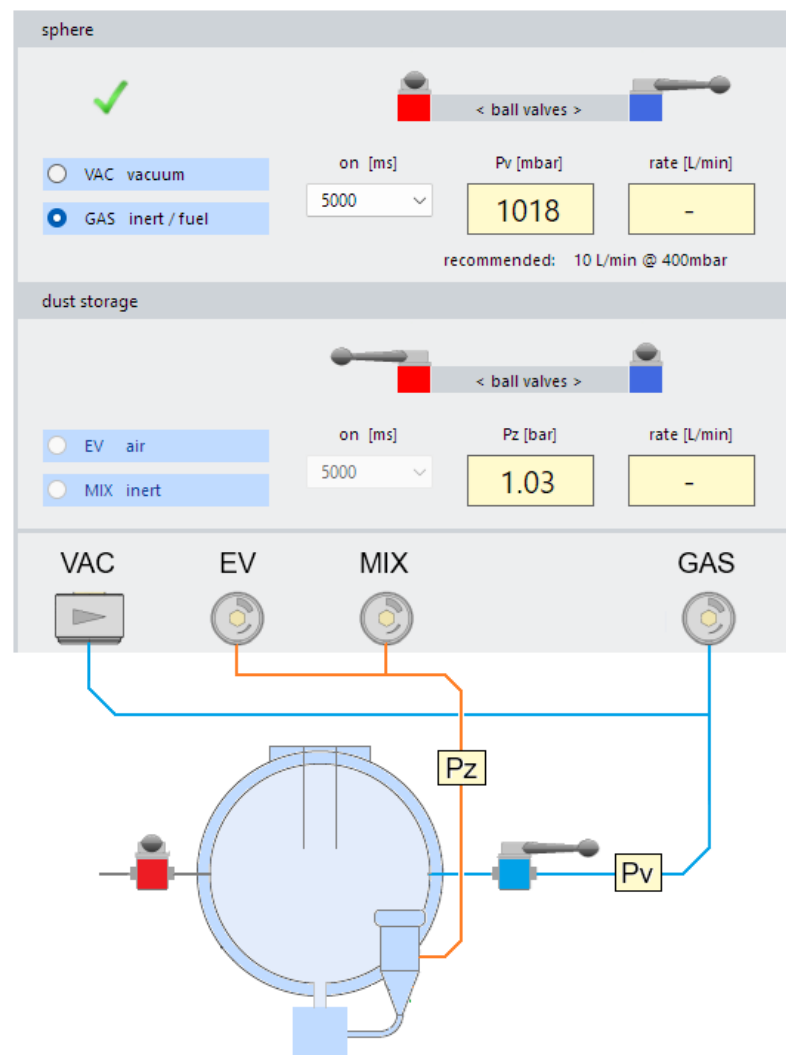 sphere
< ball valves >
on [ms] Pv [mbar] rate [L/min]
VAC vacuum
5000 1018 -
GAS inert / fuel
recommended: 10 L/min @ 400mbar
dust storage
< ball valves >
on [ms] Pz [bar] rate [L/min]
EV air
5000 1.03 -
MIX inert
VAC EV MIX GAS
Pz
Pv